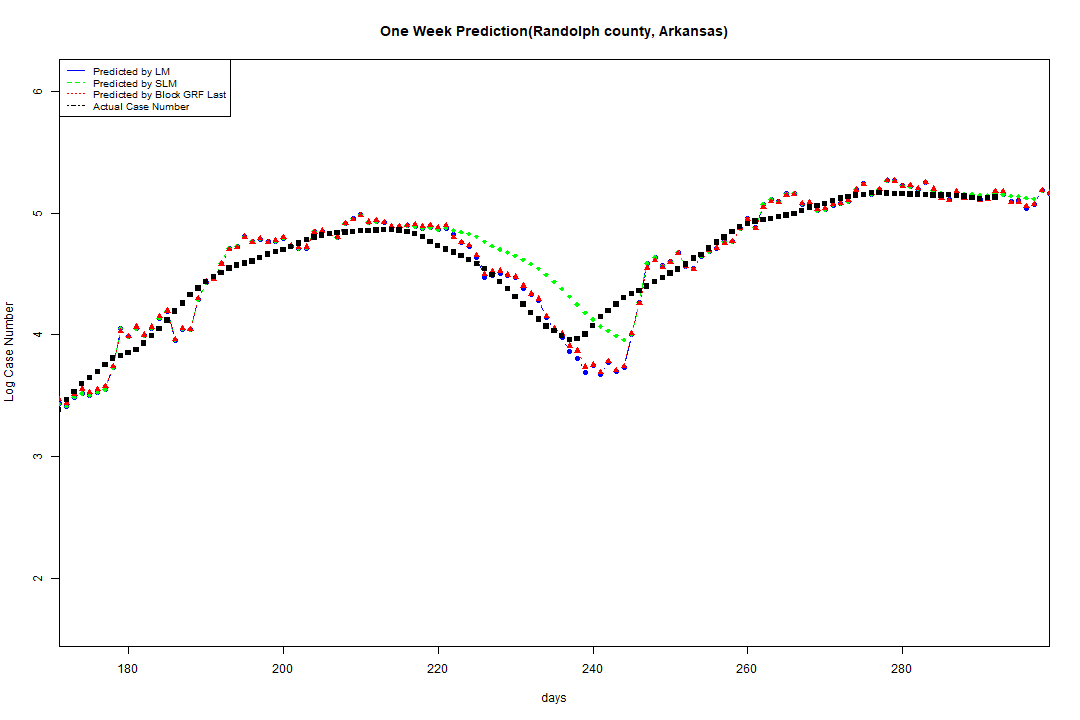 One Week Prediction(Randolph county, Arkansas)
Predicted by LM
Predicted by SLM
Predicted by Block GRF Last
Actual Case Number
6
5
4
3
2
Log Case Number
180 200 220 240 260 280
days